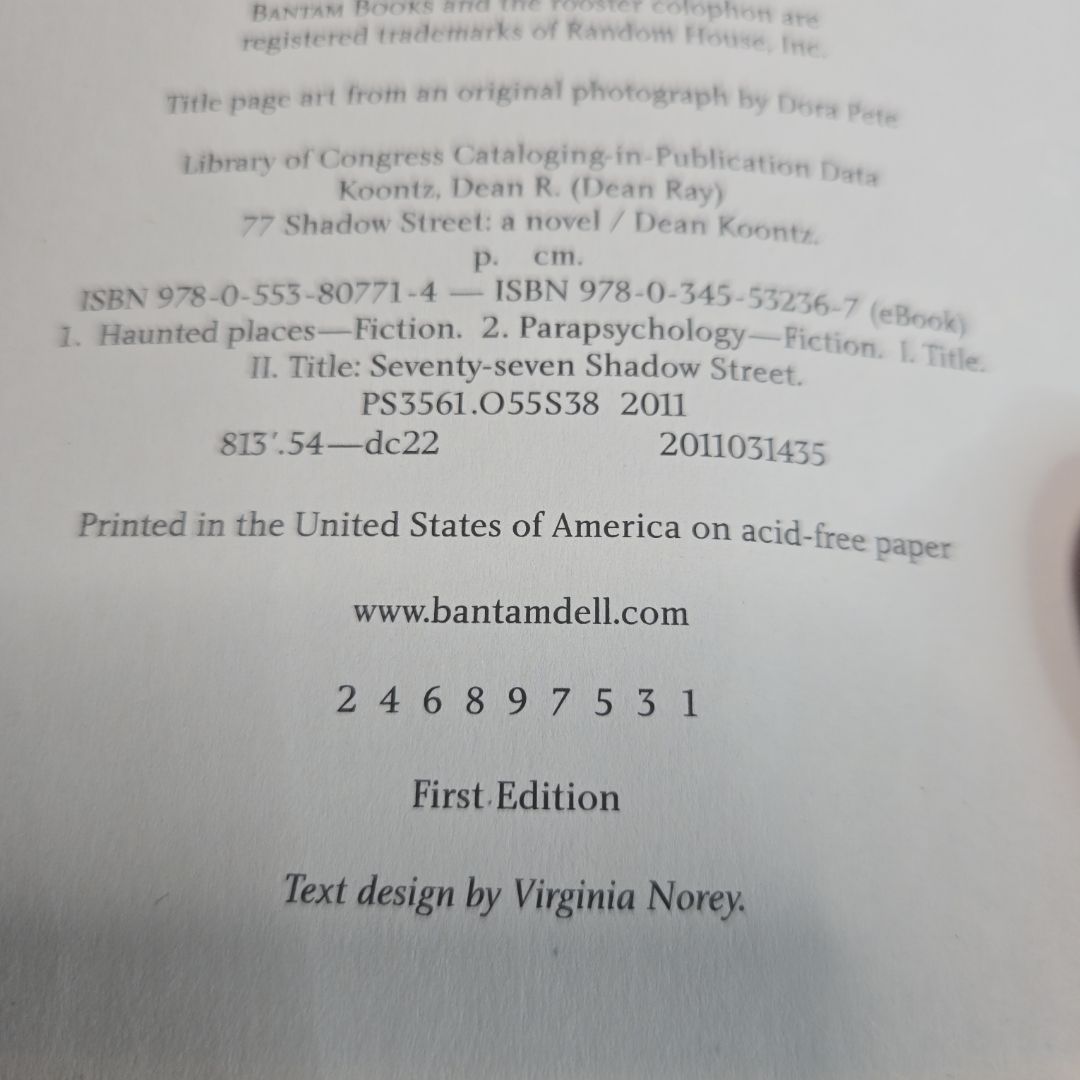 BANTAM BOOKS and the rooster colophon are
registered trademarks of Random House, Inc.
Title page art from an original photograph by Dora Pete
Library of Congress Cataloging-in-Publication Data
Koontz, Dean R. (Dean Ray)
77 Shadow Street: a novel / Dean Koontz.
p. cm.
ISBN 978-0-553-80771-4 — ISBN 978-0-345-53236-7 (eBook)
1. Haunted places—Fiction. 2. Parapsychology—Fiction. I. Title.
II. Title: Seventy-seven Shadow Street.
PS3561.O55S38 2011
813′.54—dc22 2011031435
Printed in the United States of America on acid-free paper
www.bantamdell.com
2 4 6 8 9 7 5 3 1
First Edition
Text design by Virginia Norey.